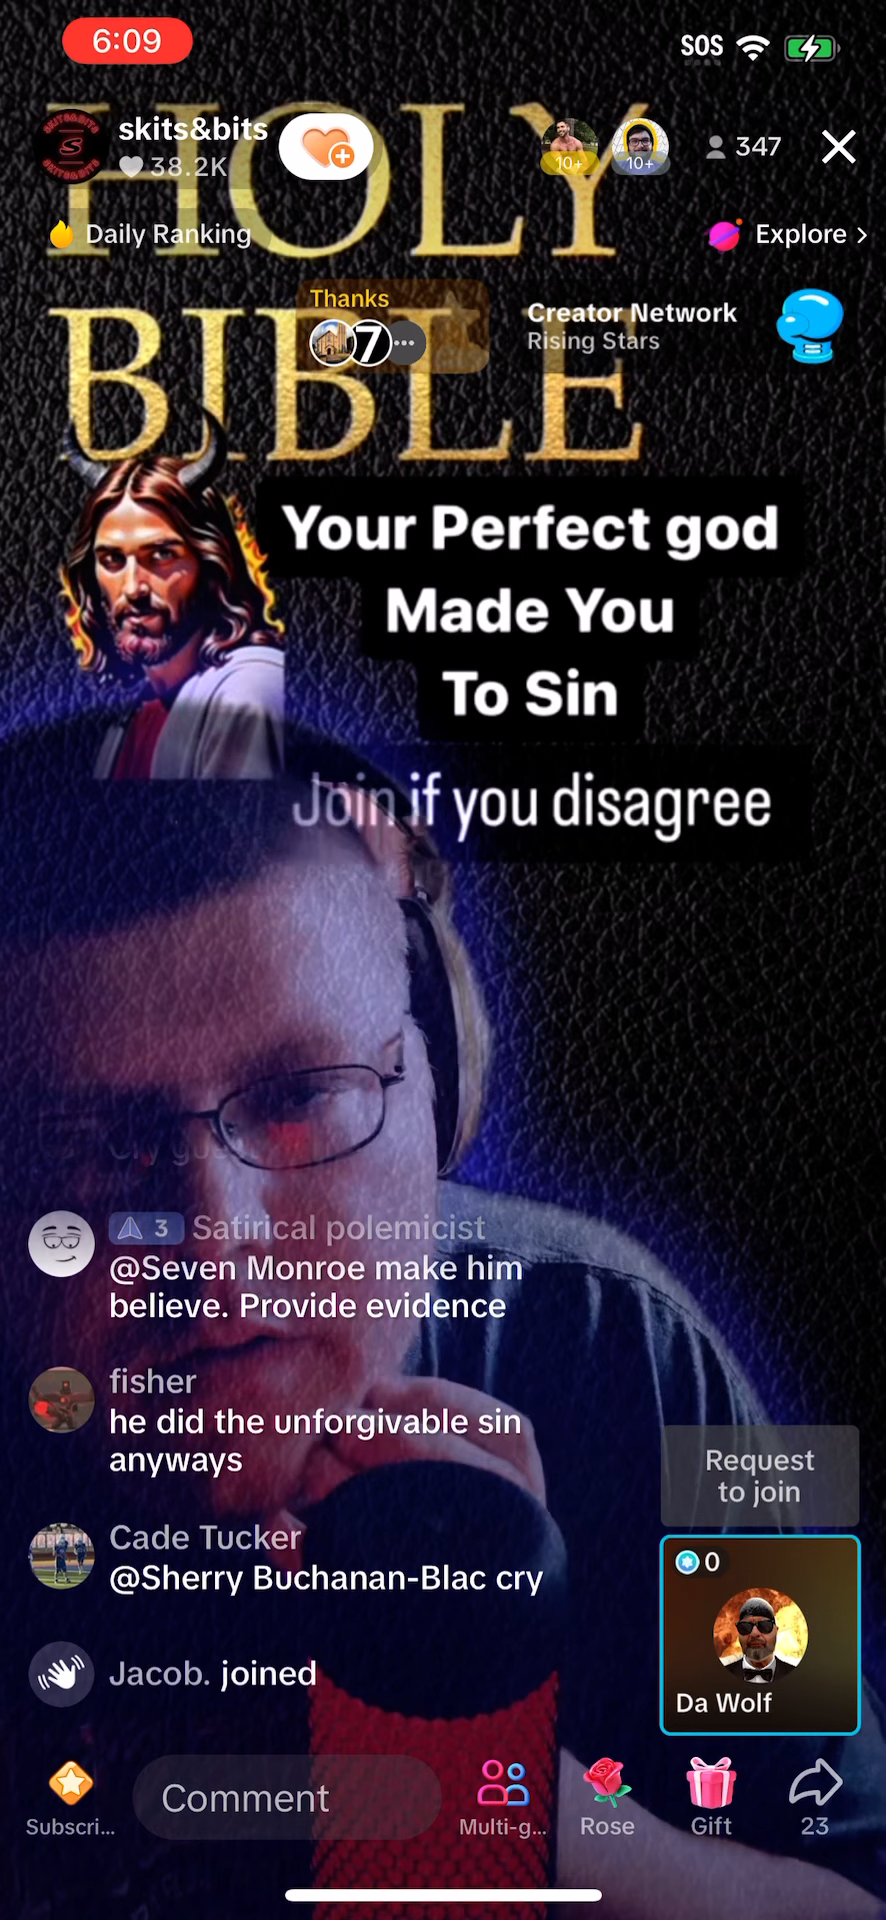 6:09
SOS
HOLY
skits&bits
38.2K
10+
10+
347
Daily Ranking
Explore >
BIBLE
Thanks
7
Creator Network
Rising Stars
Your Perfect god
Made You
To Sin
Join if you disagree
3 Satirical polemicist
@Seven Monroe make him
believe. Provide evidence
fisher
he did the unforgivable sin
anyways
Request
to join
Cade Tucker
@Sherry Buchanan-Blac cry
0
Jacob. joined
Da Wolf
Comment
Subscri...
Multi-g...
Rose
Gift
23